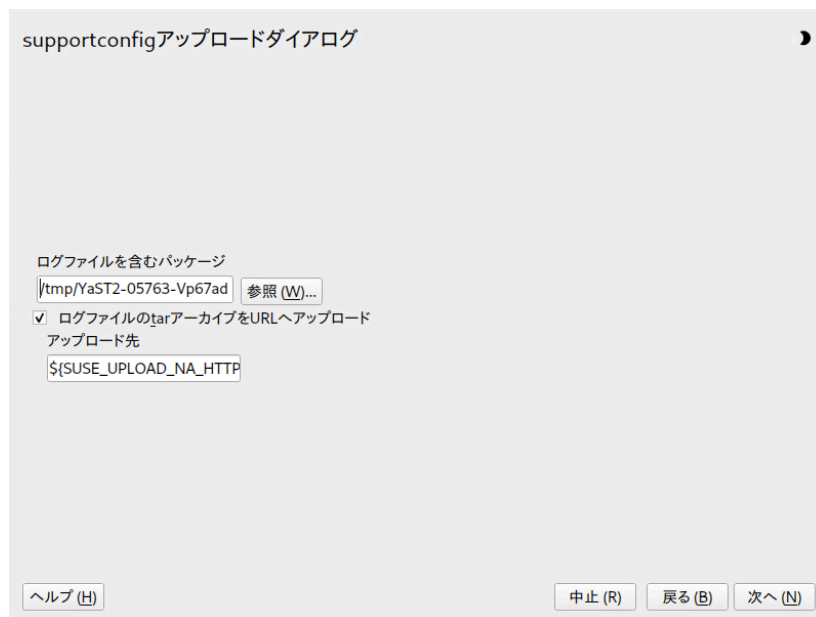 supportconfigアップロードダイアログ
ログファイルを含むパッケージ
/tmp/YaST2-05763-Vp67ad
参照 (W)...
ログファイルのtarアーカイブをURLへアップロード
アップロード先
${SUSE_UPLOAD_NA_HTTP
ヘルプ (H)
中止 (R)
戻る (B)
次へ (N)